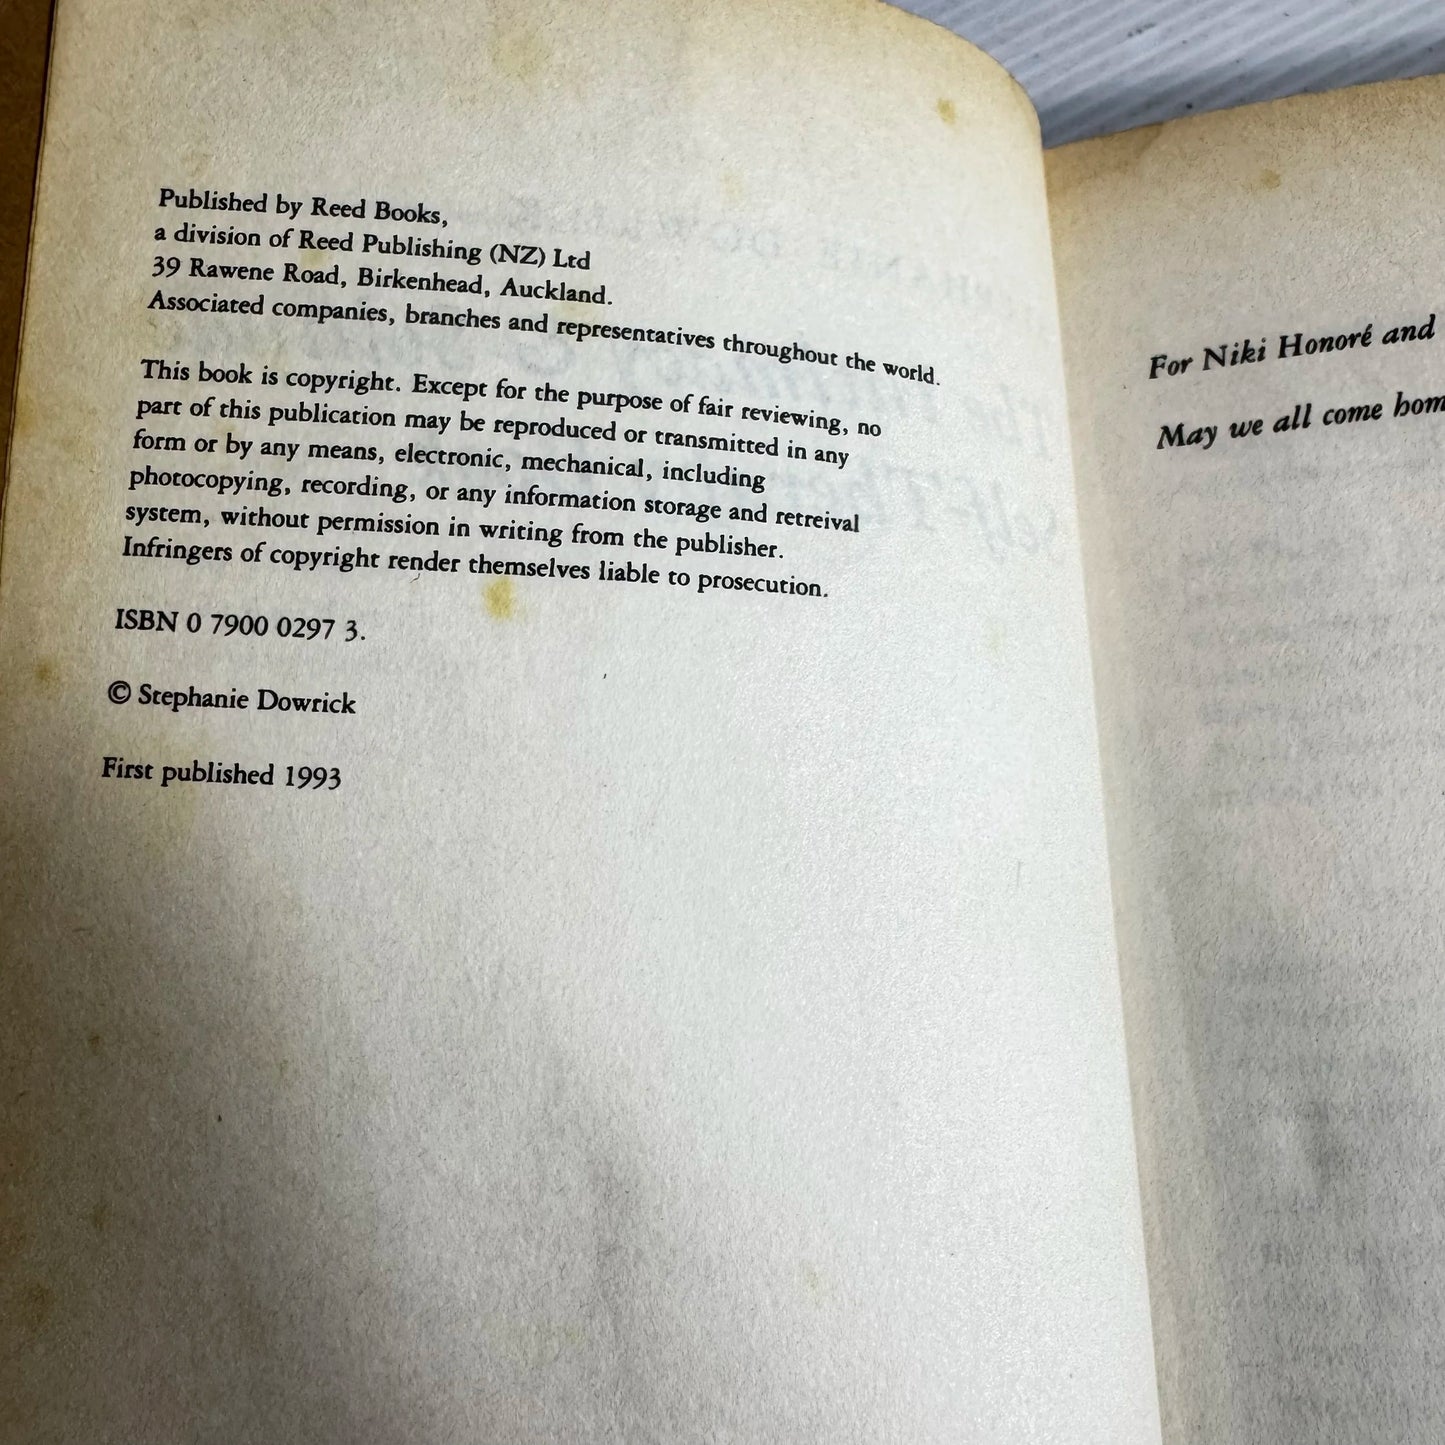 Published by Reed Books,
a division of Reed Publishing (NZ) Ltd
39 Rawene Road, Birkenhead, Auckland.
Associated companies, branches and representatives throughout the world.
This book is copyright. Except for the purpose of fair reviewing, no
part of this publication may be reproduced or transmitted in any
form or by any means, electronic, mechanical, including
photocopying, recording, or any information storage and retreival
system, without permission in writing from the publisher.
Infringers of copyright render themselves liable to prosecution.
ISBN 0 7900 0297 3.
© Stephanie Dowrick
First published 1993
For Niki Honoré and
May we all come hom